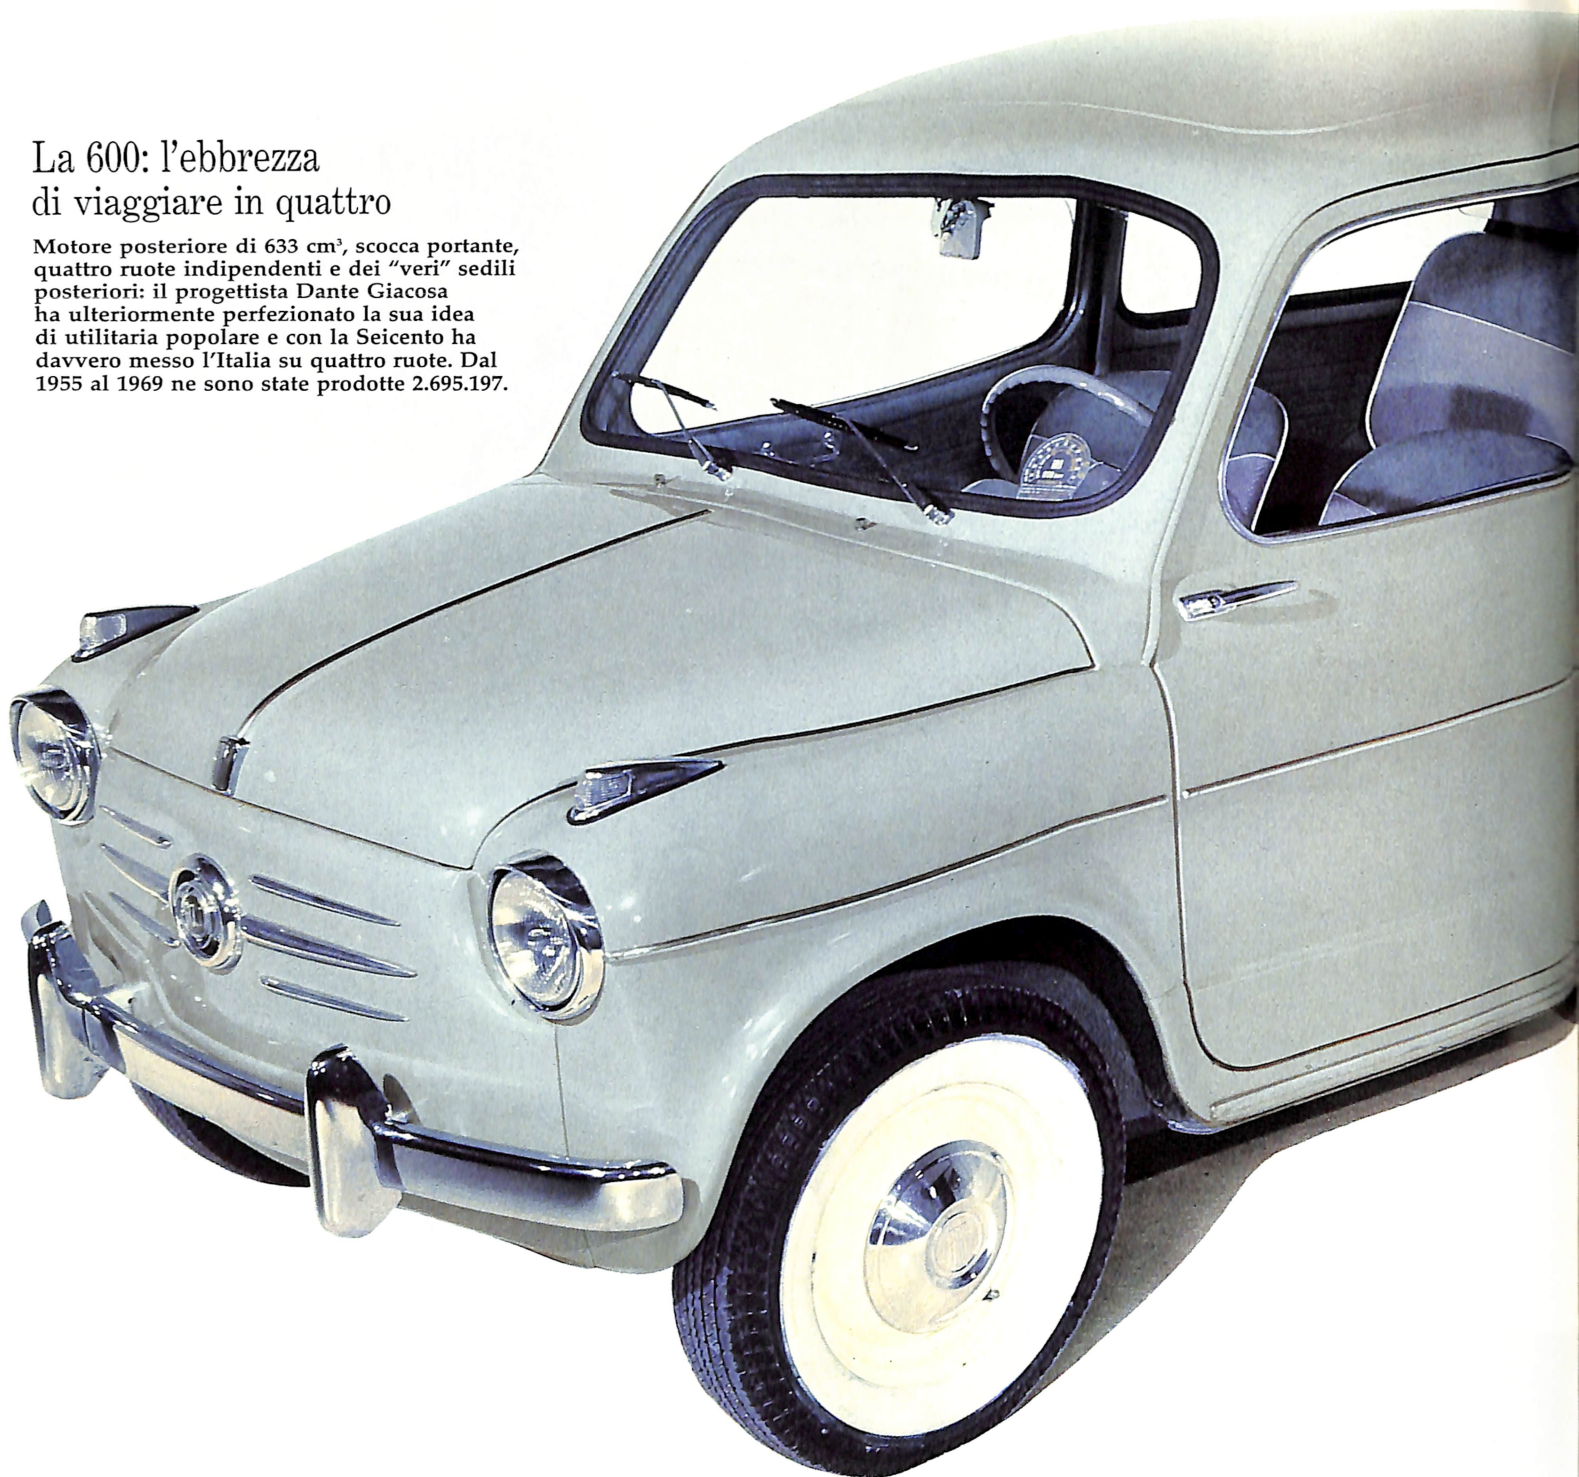 La 600: l'ebbrezza
di viaggiare in quattro
Motore posteriore di 633 cm³, scocca portante,
quattro ruote indipendenti e dei “veri” sedili
posteriori: il progettista Dante Giacosa
ha ulteriormente perfezionato la sua idea
di utilitaria popolare e con la Seicento ha
davvero messo l'Italia su quattro ruote. Dal
1955 al 1969 ne sono state prodotte 2.695.197.